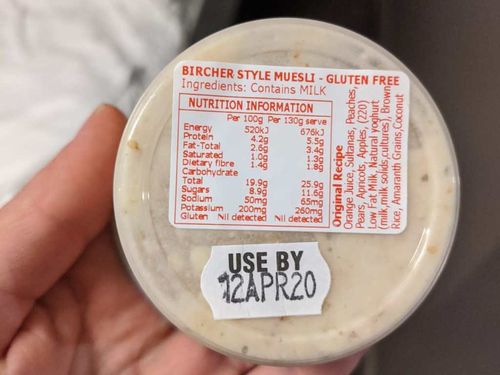 BIRCHER STYLE MUESLI - GLUTEN FREE
Ingredients: Contains MILK
NUTRITION INFORMATION
Per 100g Per 130g serve
Energy 520kJ 676kJ
Protein 4.2g 5.5g
Fat-Total 2.6g 3.4g
Saturated 1.0g 1.3g
Dietary fibre 1.4g 1.8g
Carbohydrate
Total 19.9g 25.9g
Sugars 8.9g 11.6g
Sodium 50mg 65mg
Potassium 200mg 260mg
Gluten Nil detected Nil detected
Original Recipe
Orange Juice, Sultanas, Peaches,
Pears, Apricots, Apples, (220)
Low Fat Milk, Natural yoghurt
(milk,milk solids,cultures), Brown
Rice, Amaranth Grains,Coconut
USE BY
12APR20